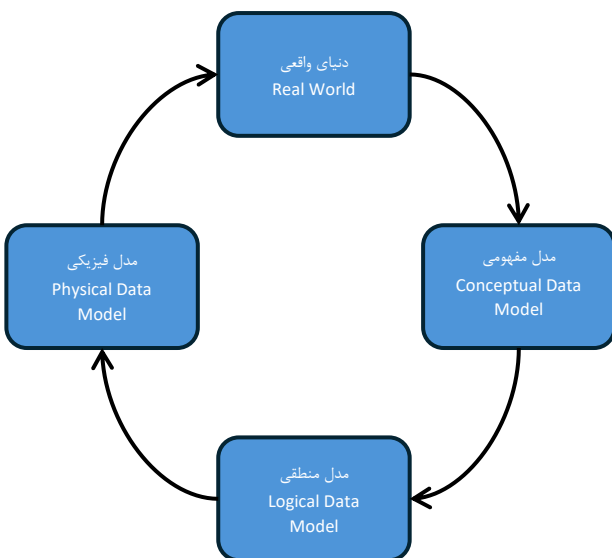 دنیای واقعی
Real World
مدل مفهومی
Conceptual Data
Model
مدل منطقی
Logical Data
Model
مدل فیزیکی
Physical Data
Model